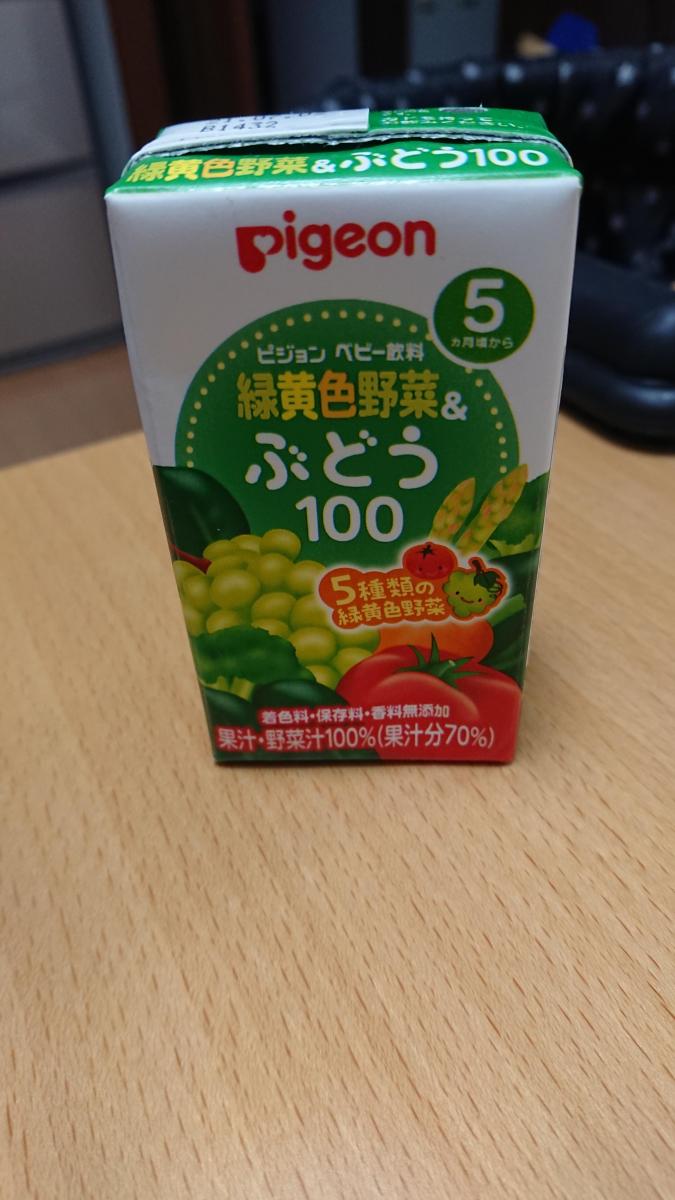 B1432
緑黄色野菜&ぶどう100
pigeon
5
ヵ月頃から
ピジョン ベビー飲料
緑黄色野菜&
ぶどう
100
5種類の
緑黄色野菜
着色料・保存料・香料無添加
果汁・野菜汁100%(果汁分70%)